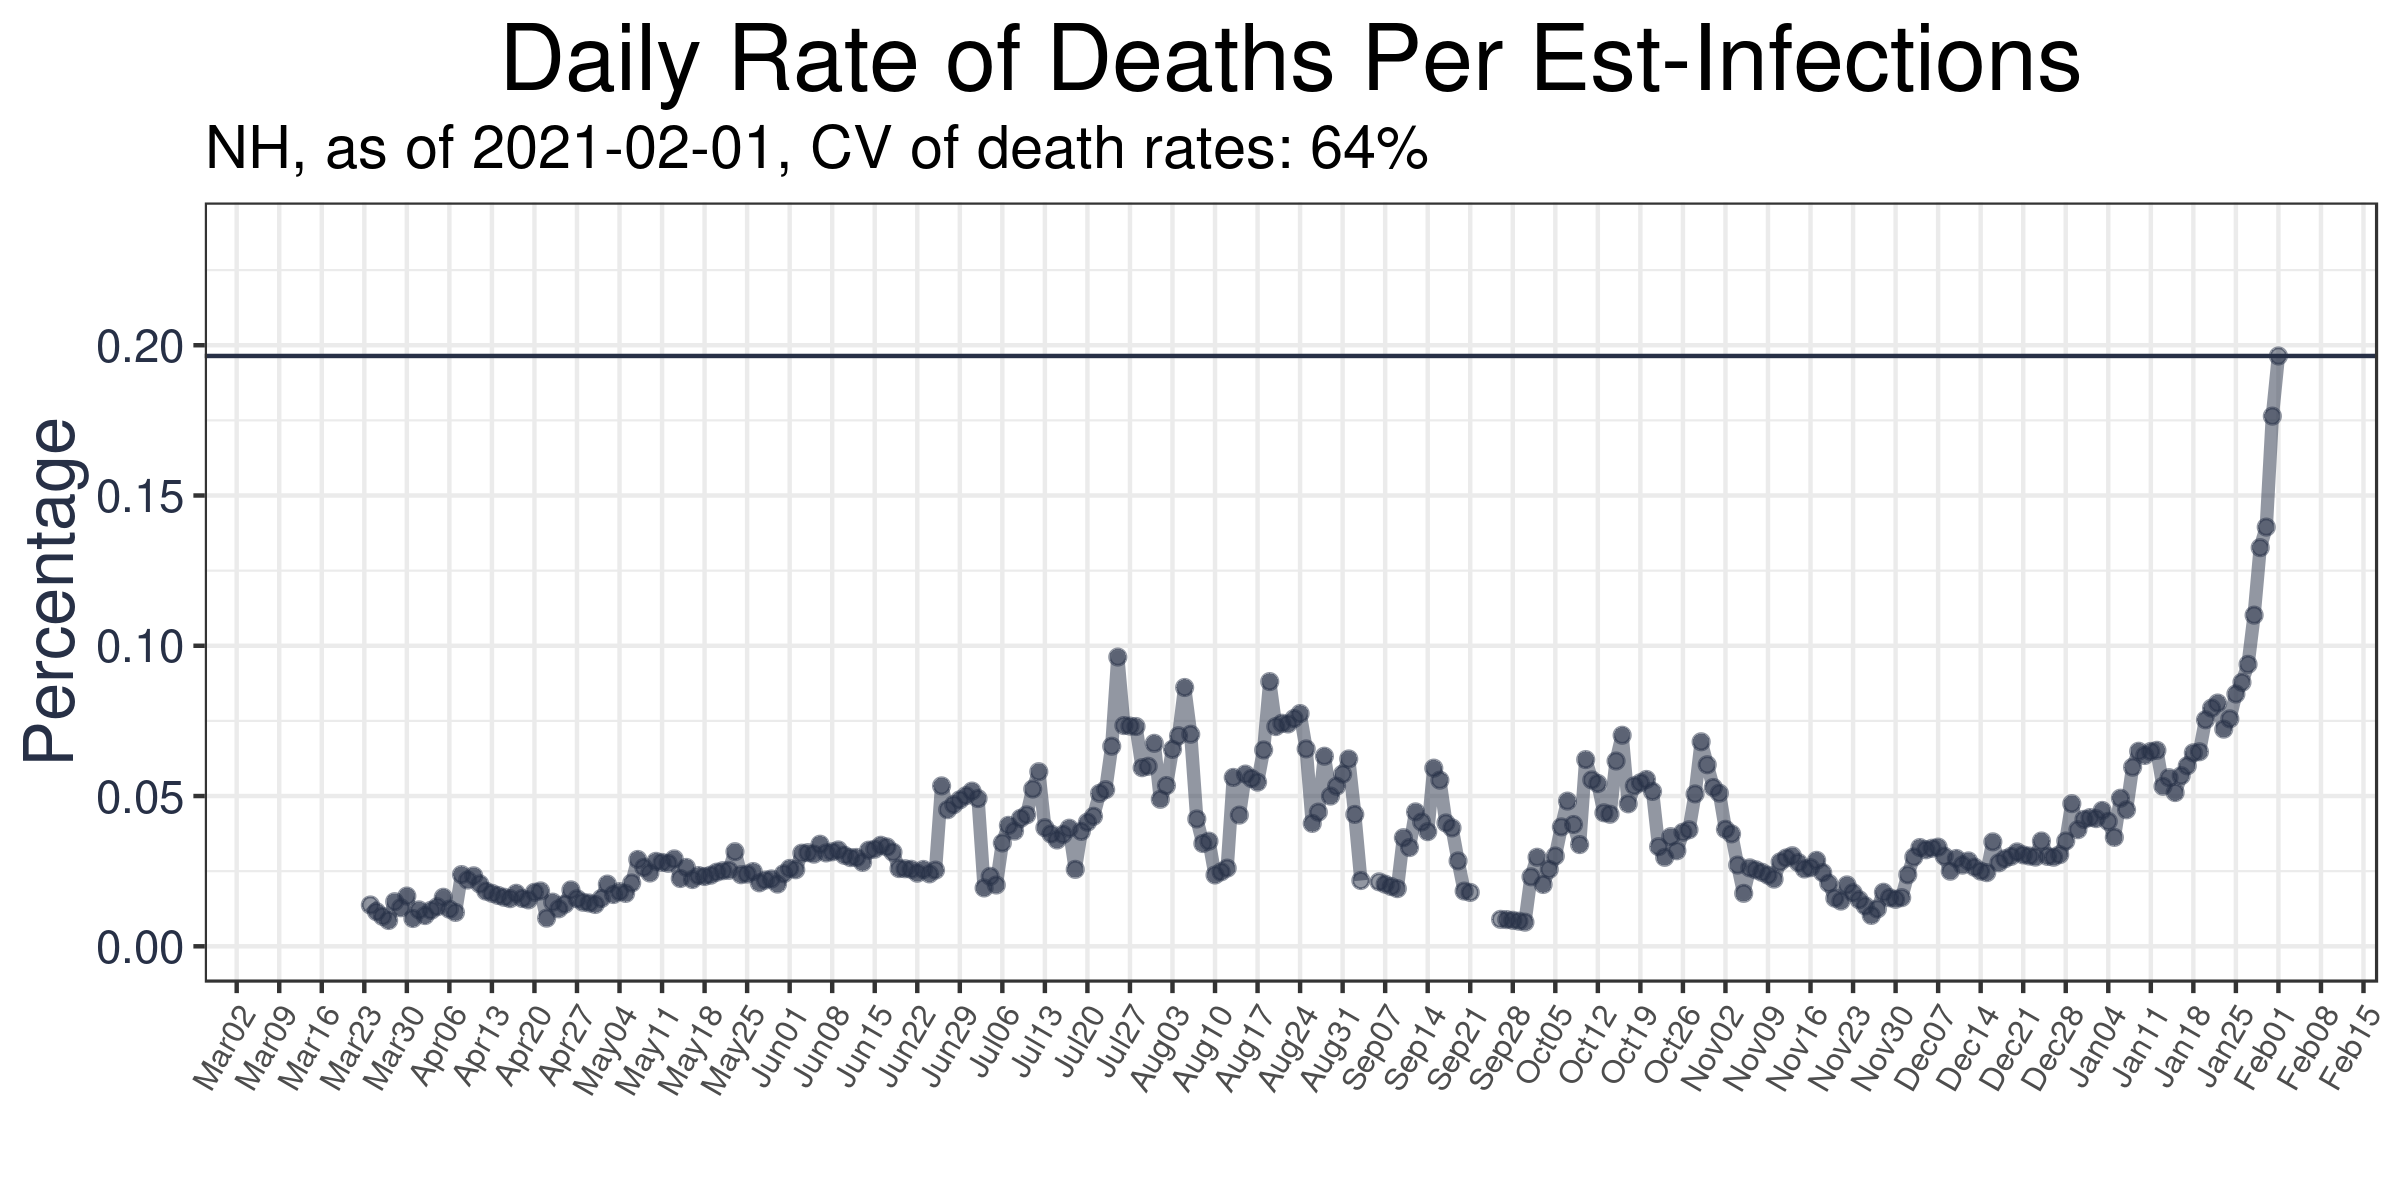 Daily Rate of Deaths Per Est-Infections
NH, as of 2021-02-01, CV of death rates: 64%
Percentage
0.20
0.15
0.10
0.05
0.00
Mar02
Mar09
Mar16
Mar23
Mar30
Apr06
Apr13
Apr20
Apr27
May04
May11
May18
May25
Jun01
Jun08
Jun15
Jun22
Jun29
Jul06
Jul13
Jul20
Jul27
Aug03
Aug10
Aug17
Aug24
Aug31
Sep07
Sep14
Sep21
Sep28
Oct05
Oct12
Oct19
Oct26
Nov02
Nov09
Nov16
Nov23
Nov30
Dec07
Dec14
Dec21
Dec28
Jan04
Jan11
Jan18
Jan25
Feb01
Feb08
Feb15